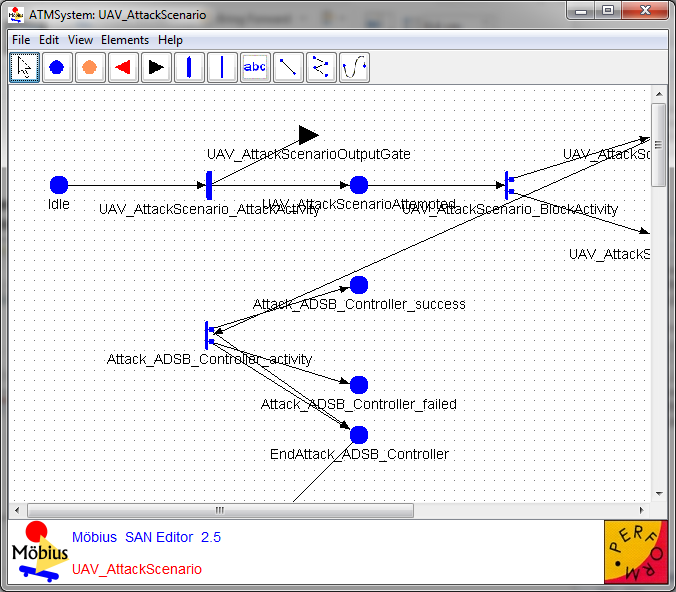 ATMSystem: UAV_AttackScenario
File Edit View Elements Help
abc
UAV_AttackScenarioOutputGate
UAV_AttackSc
Idle
UAV_AttackScenario_AttackActivity
UAV_AttackScenarioAttempted
UAV_AttackScenario_BlockActivity
UAV_AttackS
Attack_ADSB_Controller_success
Attack_ADSB_Controller_activity
Attack_ADSB_Controller_failed
EndAttack_ADSB_Controller
Möbius SAN Editor 2.5
Möbius
UAV_AttackScenario
PERFORM